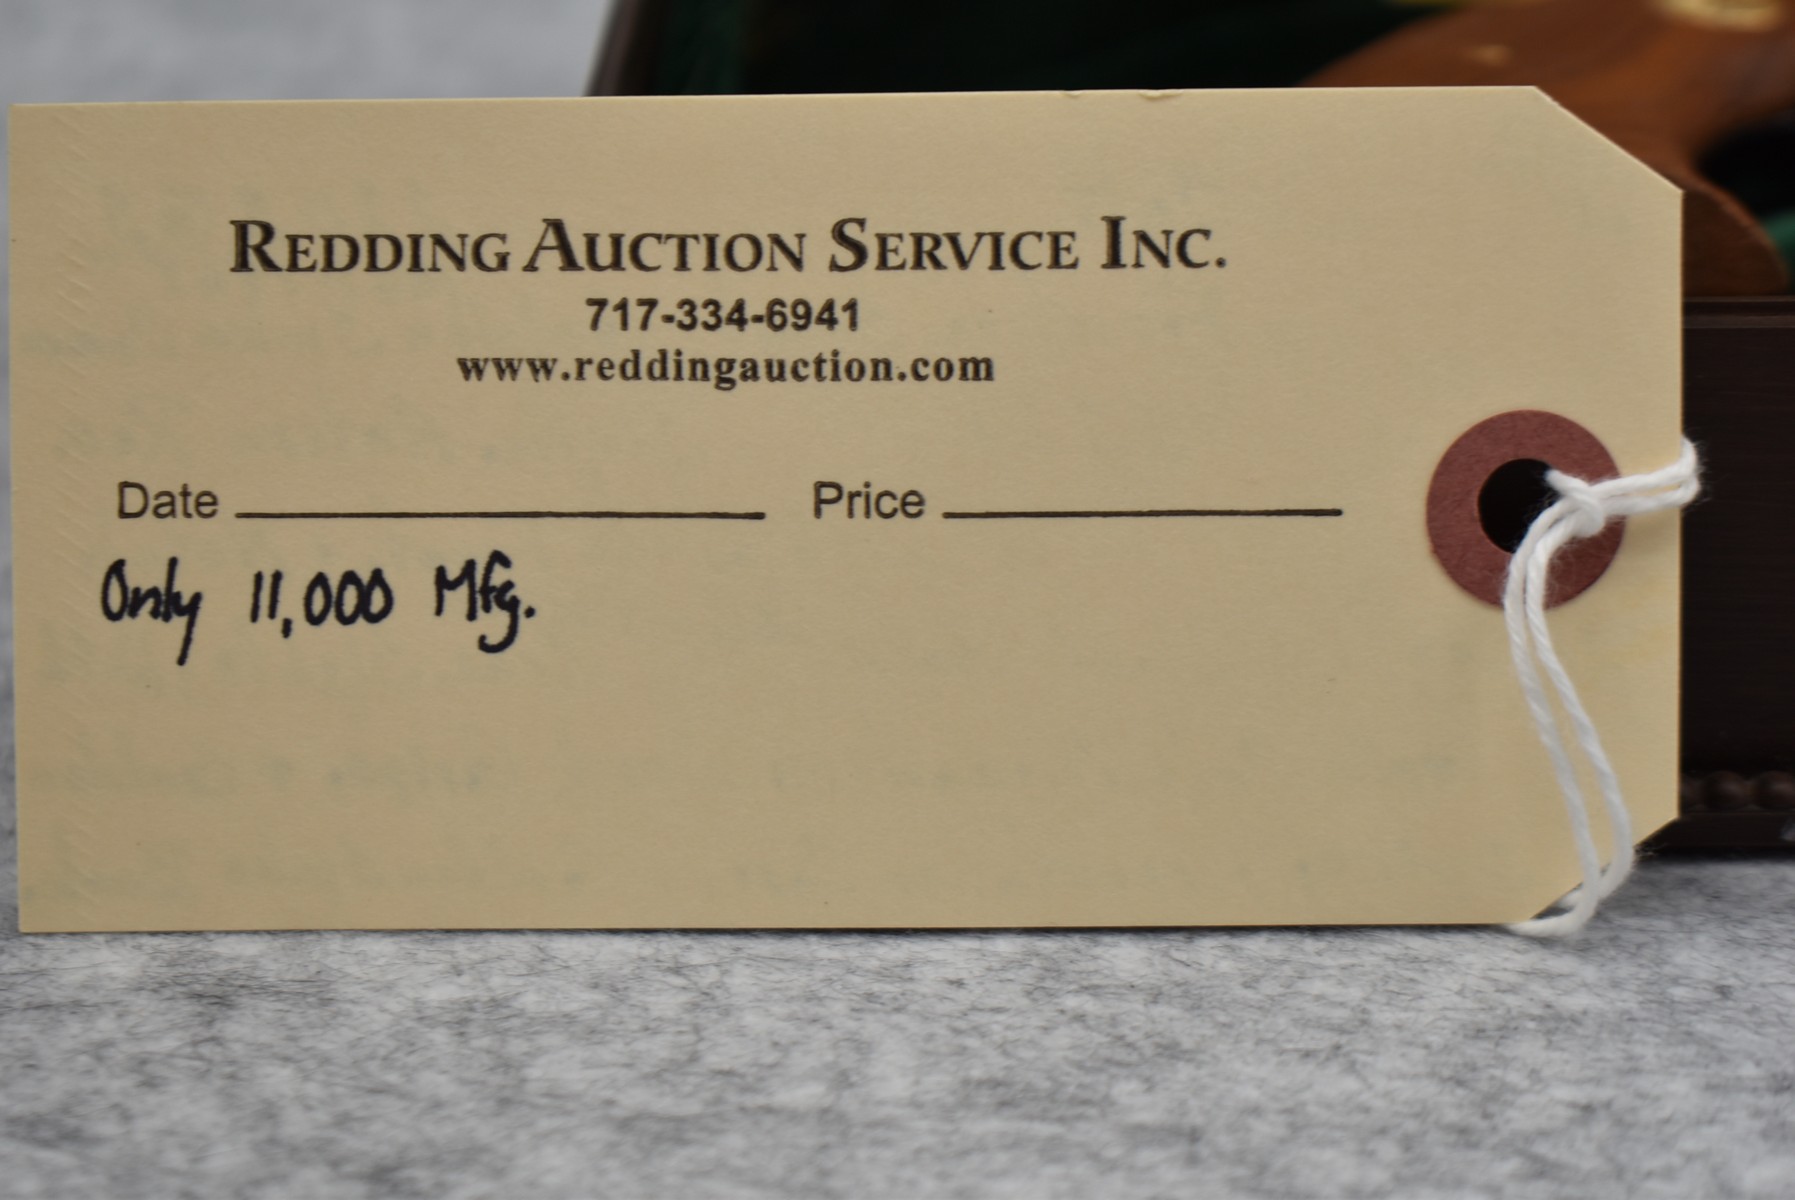 Redding Auction Service Inc.
717-334-6941
www.reddingauction.com
Date Price
Only 11,000 Mfg.